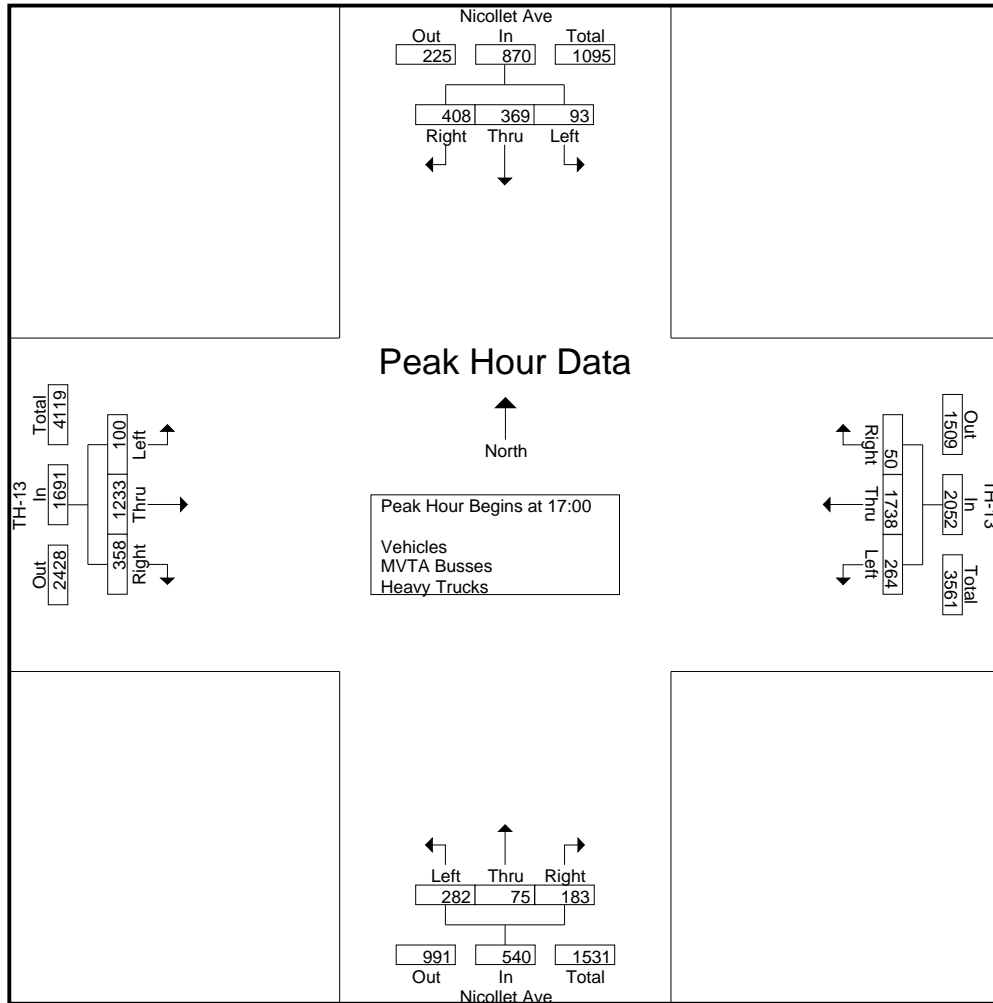 Nicollet Ave
Out In Total
225 870 1095
408 369 93
Right Thru Left
Peak Hour Data
North
Peak Hour Begins at 17:00
Vehicles
MVTA Busses
Heavy Trucks
TH-13
Total In Out
4119 1691 2428
100 1233 358
Left Thru Right
TH-13
Out In Total
1509 2052 3561
50 1738 264
Right Thru Left
Left Thru Right
282 75 183
991 540 1531
Out In Total
Nicollet Ave